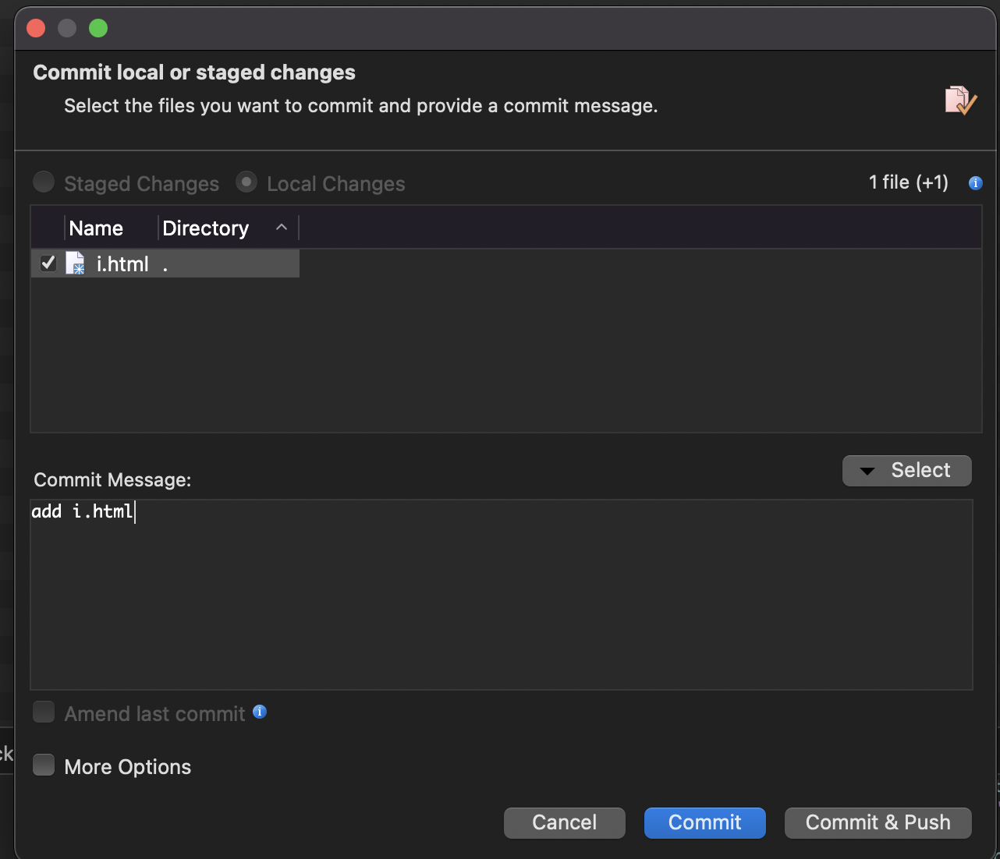 Commit local or staged changes
Select the files you want to commit and provide a commit message.
Staged Changes Local Changes 1 file (+1)
Name Directory
i.html .
Select
Commit Message:
add i.html
Amend last commit
ck
More Options
Cancel Commit Commit & Push